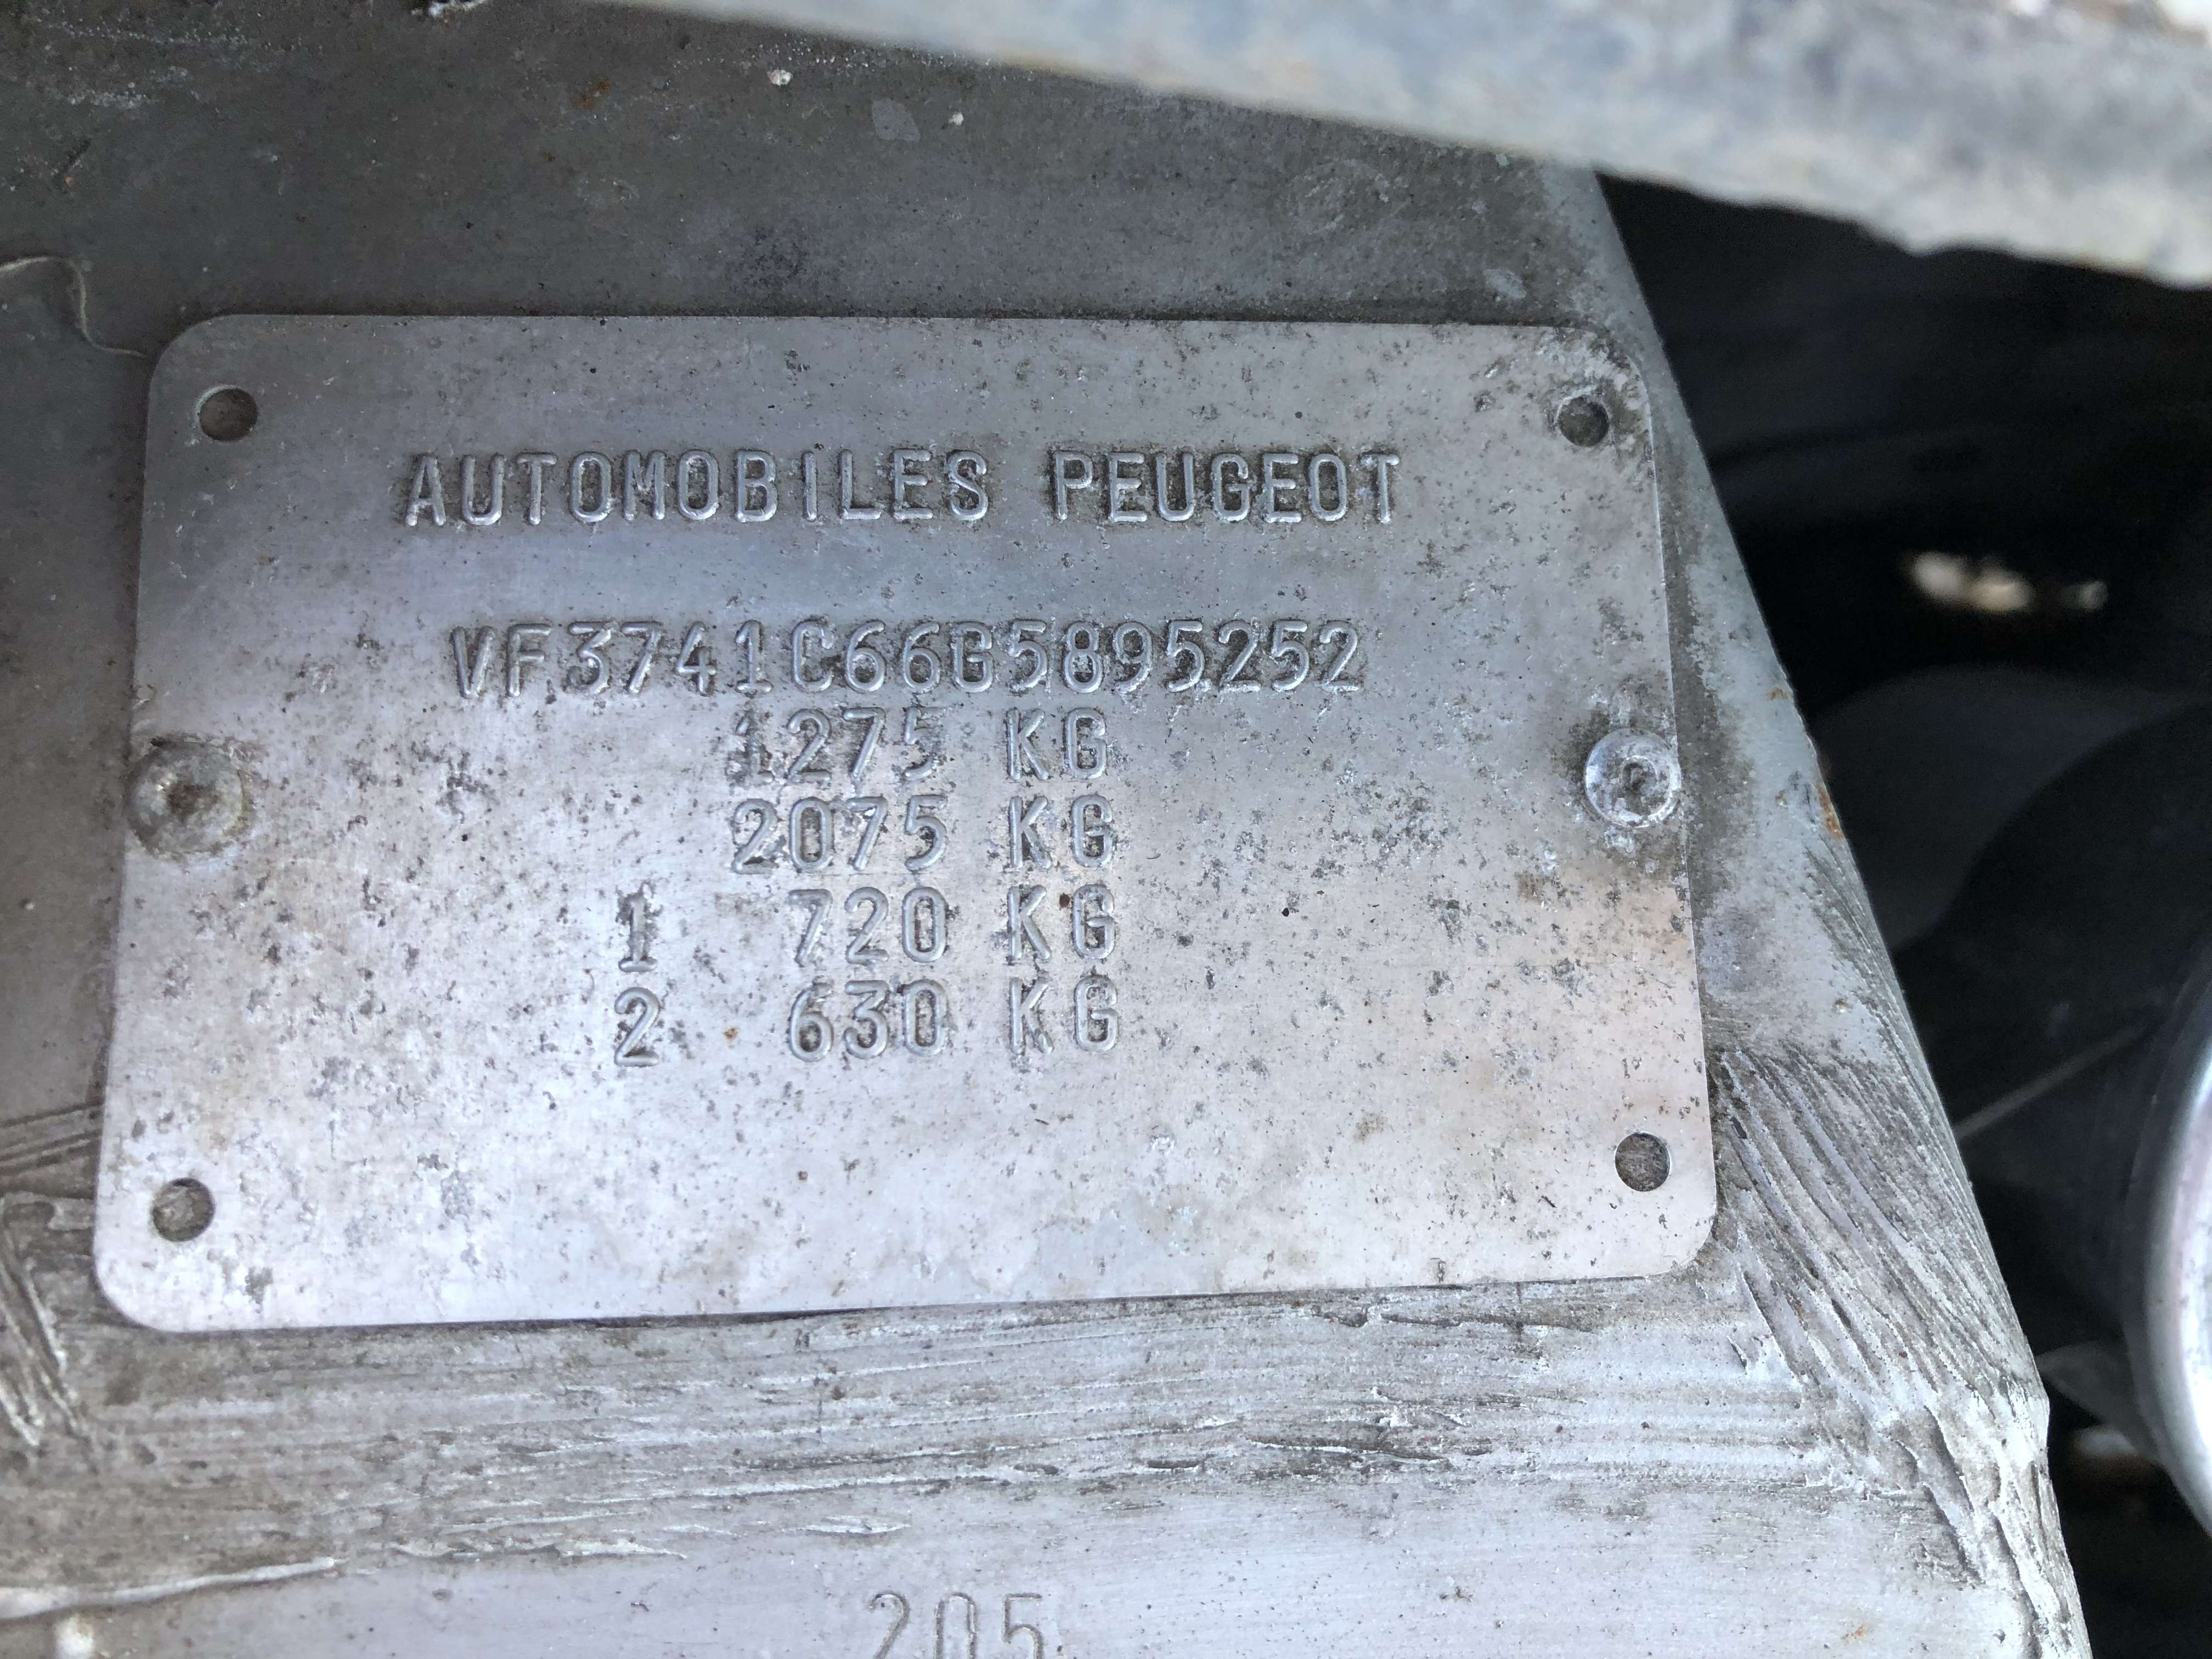 AUTOMOBILES PEUGEOT
VF3741C66G5895252
1275 KG
2075 KG
1 720 KG
2 630 KG
205